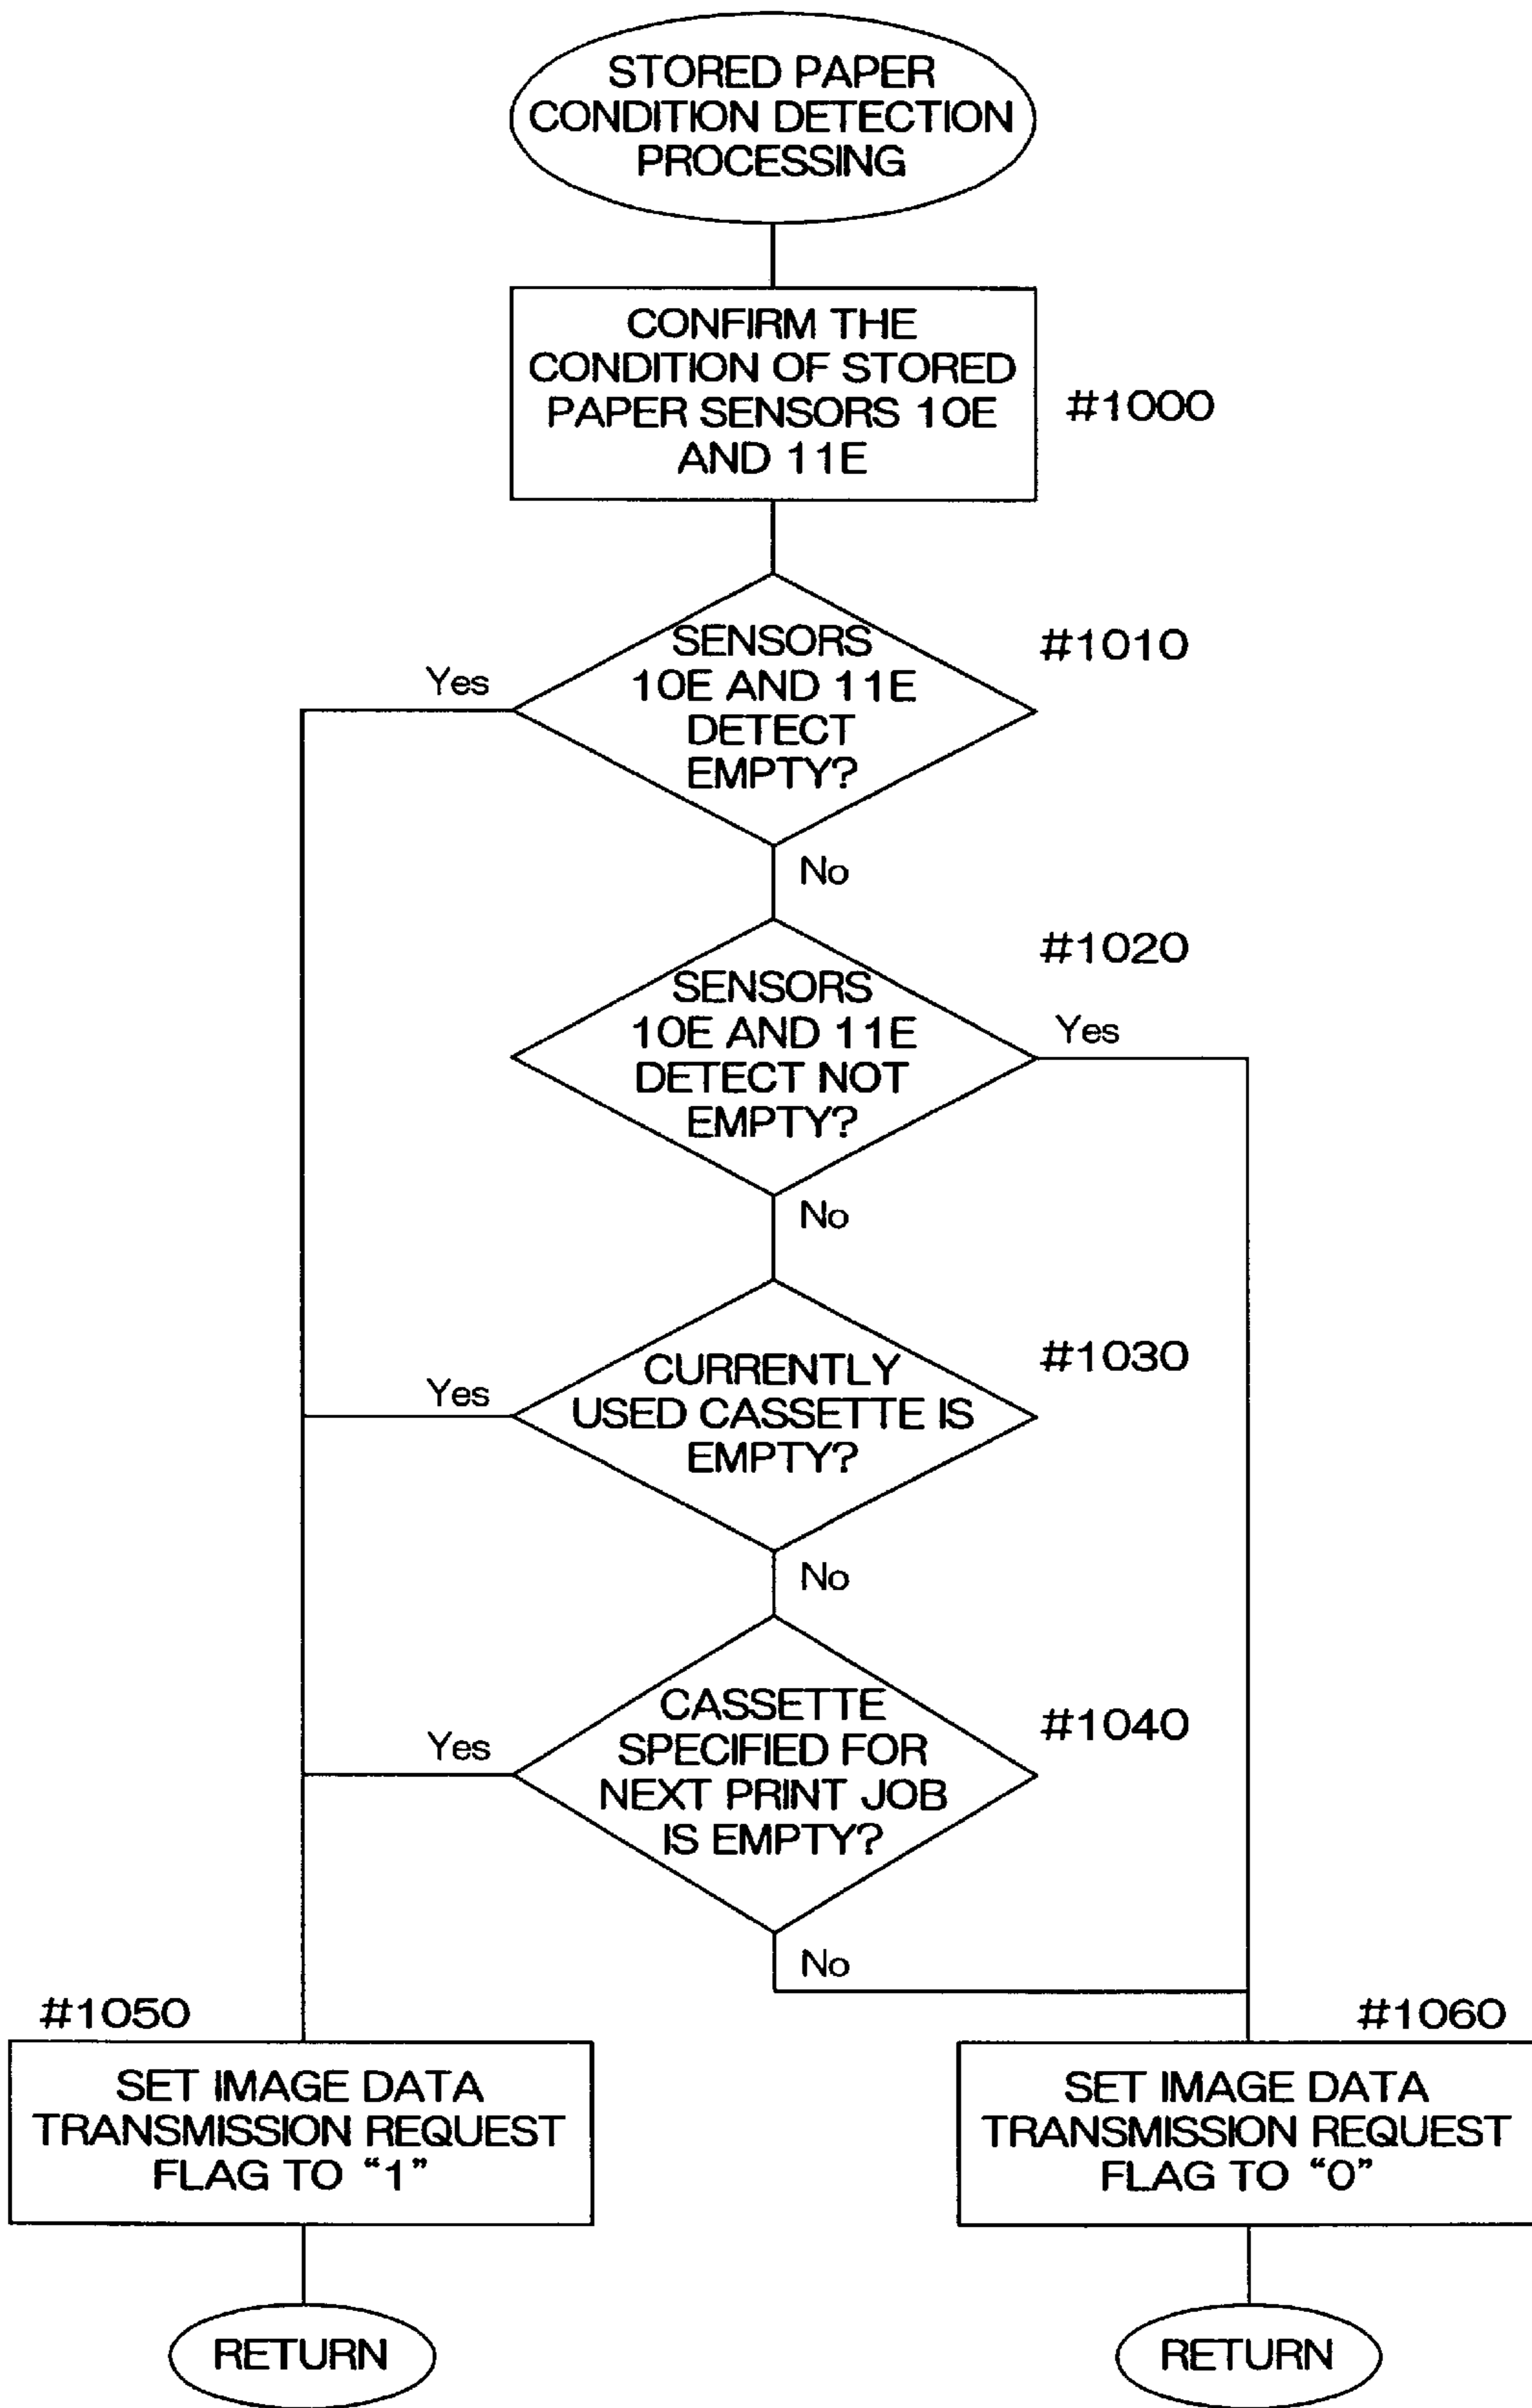 STORED PAPER
CONDITION DETECTION
PROCESSING
CONFIRM THE
CONDITION OF STORED
PAPER SENSORS 10E
AND 11E
#1000
SENSORS
10E AND 11E
DETECT
EMPTY?
#1010
Yes
No
SENSORS
10E AND 11E
DETECT NOT
EMPTY?
#1020
Yes
No
CURRENTLY
USED CASSETTE IS
EMPTY?
#1030
Yes
No
CASSETTE
SPECIFIED FOR
NEXT PRINT JOB
IS EMPTY?
#1040
Yes
No
#1050
SET IMAGE DATA
TRANSMISSION REQUEST
FLAG TO “1”
RETURN
#1060
SET IMAGE DATA
TRANSMISSION REQUEST
FLAG TO “0”
RETURN